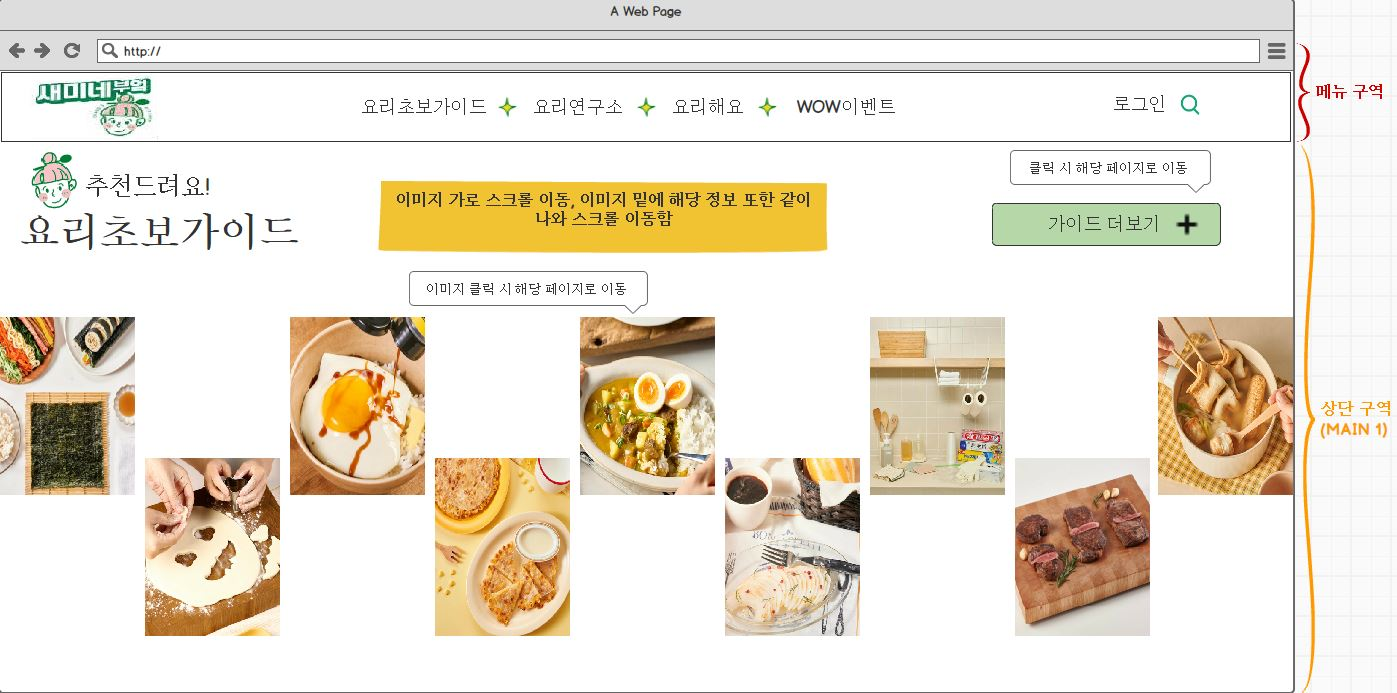 A Web Page
http://
새미네부엌
요리초보가이드 요리연구소 요리해요 WOW이벤트
로그인
메뉴 구역
추천드려요!
요리초보가이드
이미지 가로 스크롤 이동, 이미지 밑에 해당 정보 또한 같이
나와 스크롤 이동함
클릭 시 해당 페이지로 이동
가이드 더보기
이미지 클릭 시 해당 페이지로 이동
상단 구역
(MAIN 1)